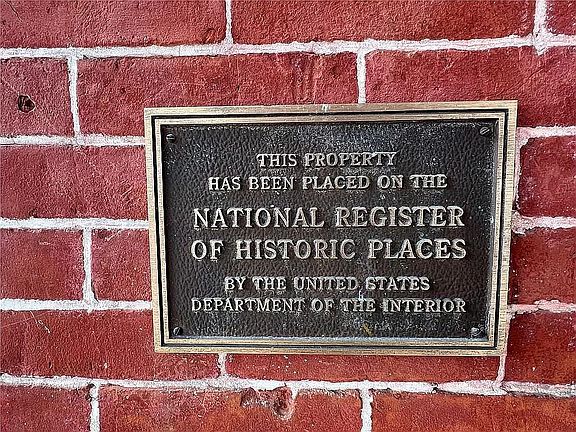 THIS PROPERTY
HAS BEEN PLACED ON THE
NATIONAL REGISTER
OF HISTORIC PLACES
BY THE UNITED STATES
DEPARTMENT OF THE INTERIOR